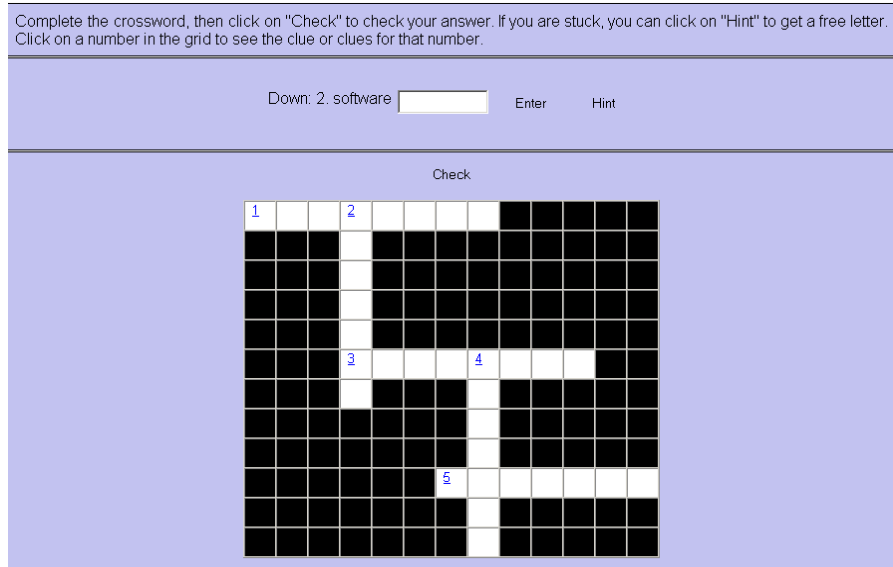 Complete the crossword, then click on "Check" to check your answer. If you are stuck, you can click on "Hint" to get a free letter.
Click on a number in the grid to see the clue or clues for that number.
Down: 2. software Enter Hint
Check
1 2
3 4
5